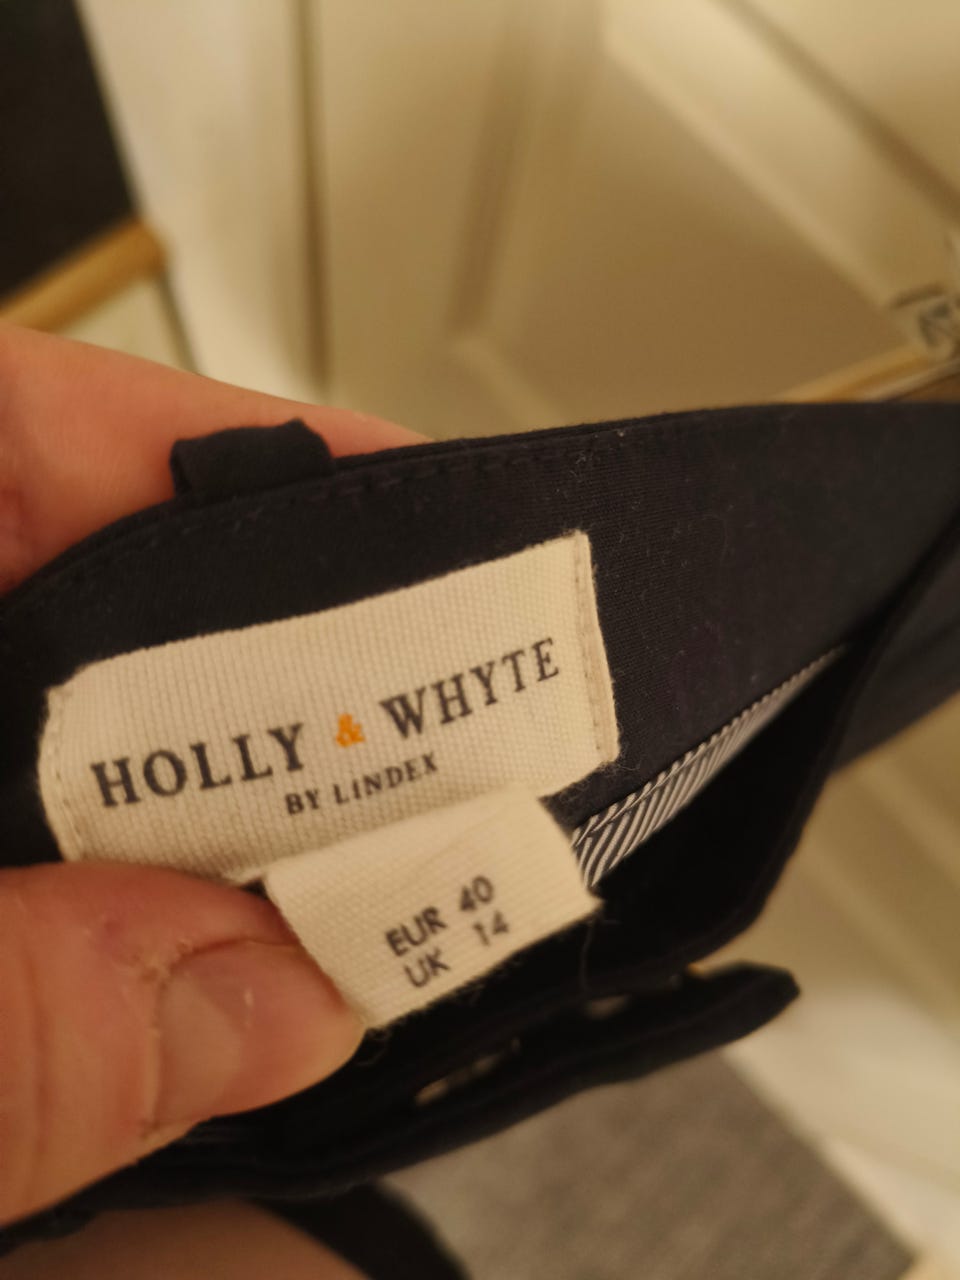 HOLLY & WHYTE
BY LINDEX
EUR 40
UK 14